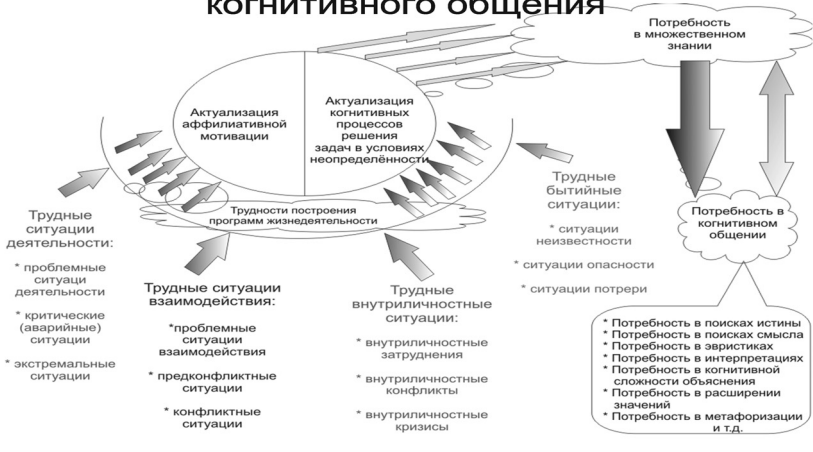 когнитивного общения
Потребность
в множественном
знании
Актуализация
аффилиативной
мотивации
Актуализация
когнитивных
процессов
решения
задач в условиях
неопределённости
Трудности построения
программ жизнедеятельности
Трудные
ситуации
деятельности:
* проблемные
ситуаци
деятельности
* критические
(аварийные)
ситуации
* экстремальные
ситуации
Трудные ситуации
взаимодействия:
*проблемные
ситуации
взаимодействия
* предконфликтные
ситуации
* конфликтные
ситуации
Трудные
внутриличностные
ситуации:
* внутриличностные
затруднения
* внутриличностные
конфликты
* внутриличностные
кризисы
Трудные
бытийные
ситуации:
* ситуации
неизвестности
* ситуации опасности
* ситуации потрери
Потребность в
когнитивном
общении
* Потребность в поисках истины
* Потребность в поисках смысла
* Потребность в эвристиках
* Потребность в интерпретациях
* Потребность в когнитивной
сложности объяснения
* Потребность в расширении
значений
* Потребность в метафоризации
и т.д.